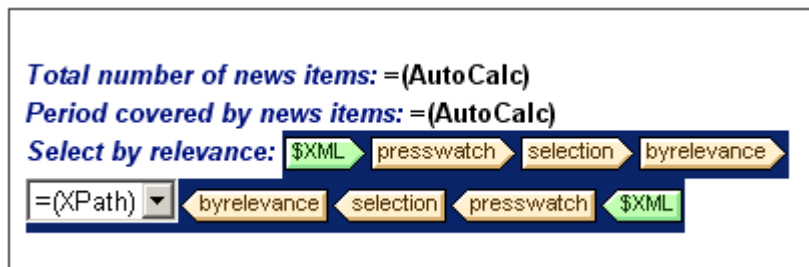 Total number of news items: =(AutoCalc)
Period covered by news items: =(AutoCalc)
Select by relevance: $XML presswatch selection byrelevance
=(XPath) byrelevance selection presswatch $XML